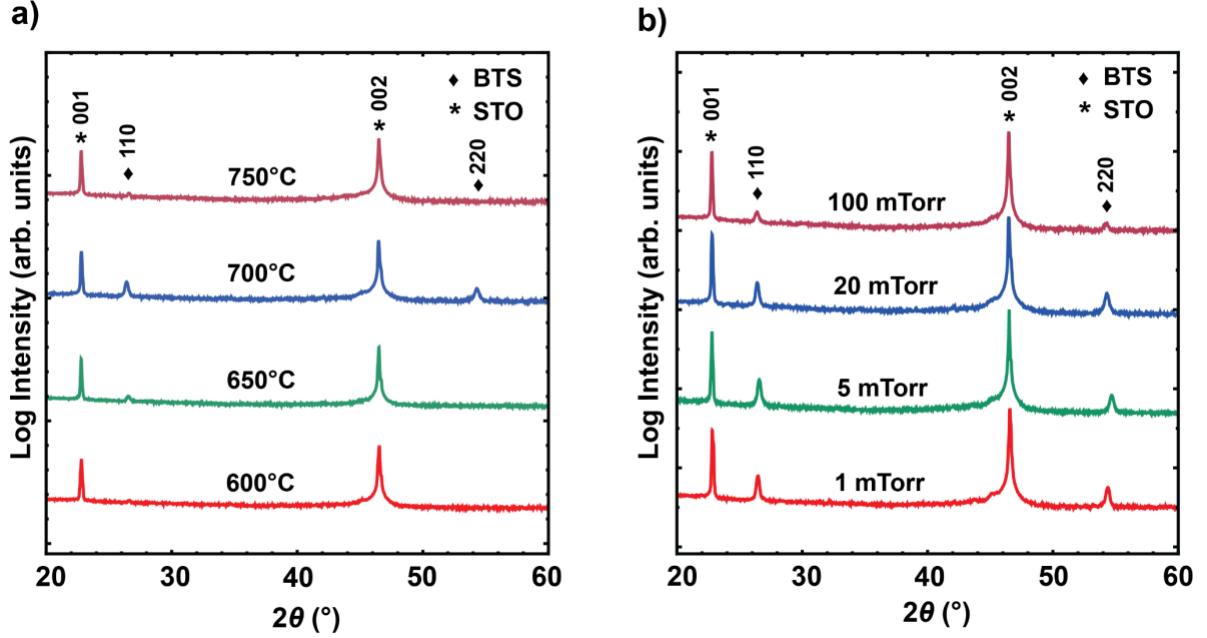 a)
Log Intensity (arb. units)
♦ BTS
* STO
* 001
♦ 110
* 002
♦ 220
750°C
700°C
650°C
600°C
20 30 40 50 60
2θ (°)
b)
Log Intensity (arb. units)
♦ BTS
* STO
* 001
♦ 110
* 002
♦ 220
100 mTorr
20 mTorr
5 mTorr
1 mTorr
20 30 40 50 60
2θ (°)